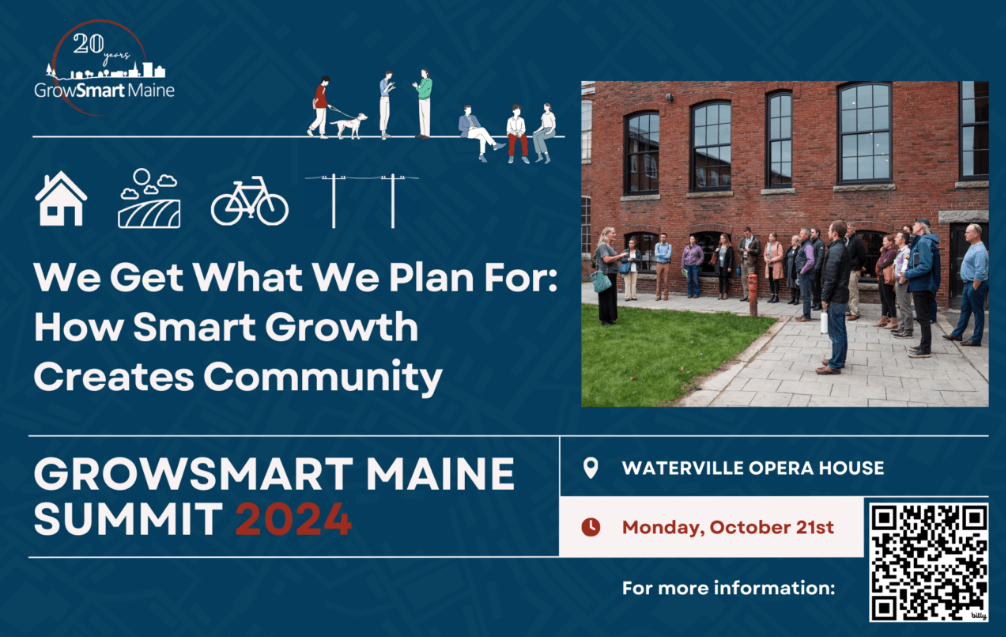 20
years
GrowSmart Maine
We Get What We Plan For:
How Smart Growth
Creates Community
GROWSMART MAINE
SUMMIT 2024
WATERVILLE OPERA HOUSE
Monday, October 21st
For more information:
bitly